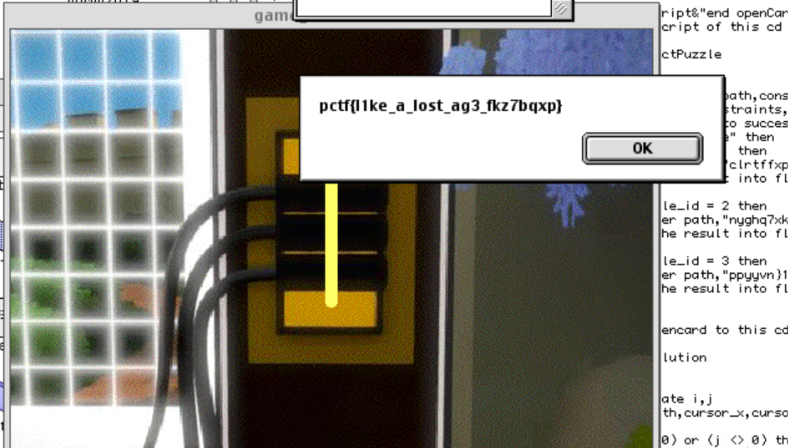 game
pctf{l1ke_a_lost_ag3_fkz7bqxp}
OK
ript&"end openCar
cript of this cd
ctPuzzle
path,cons
straints,
to succes
e" then
then
"clrtffxp
t into fl
le_id = 2 then
er path,"nyghq7xk
he result into fl
le_id = 3 then
er path,"ppyyvn}1
he result into fl
encard to this cd
lution
ate i,j
th,cursor_x,curso
0) or (j <> 0) th